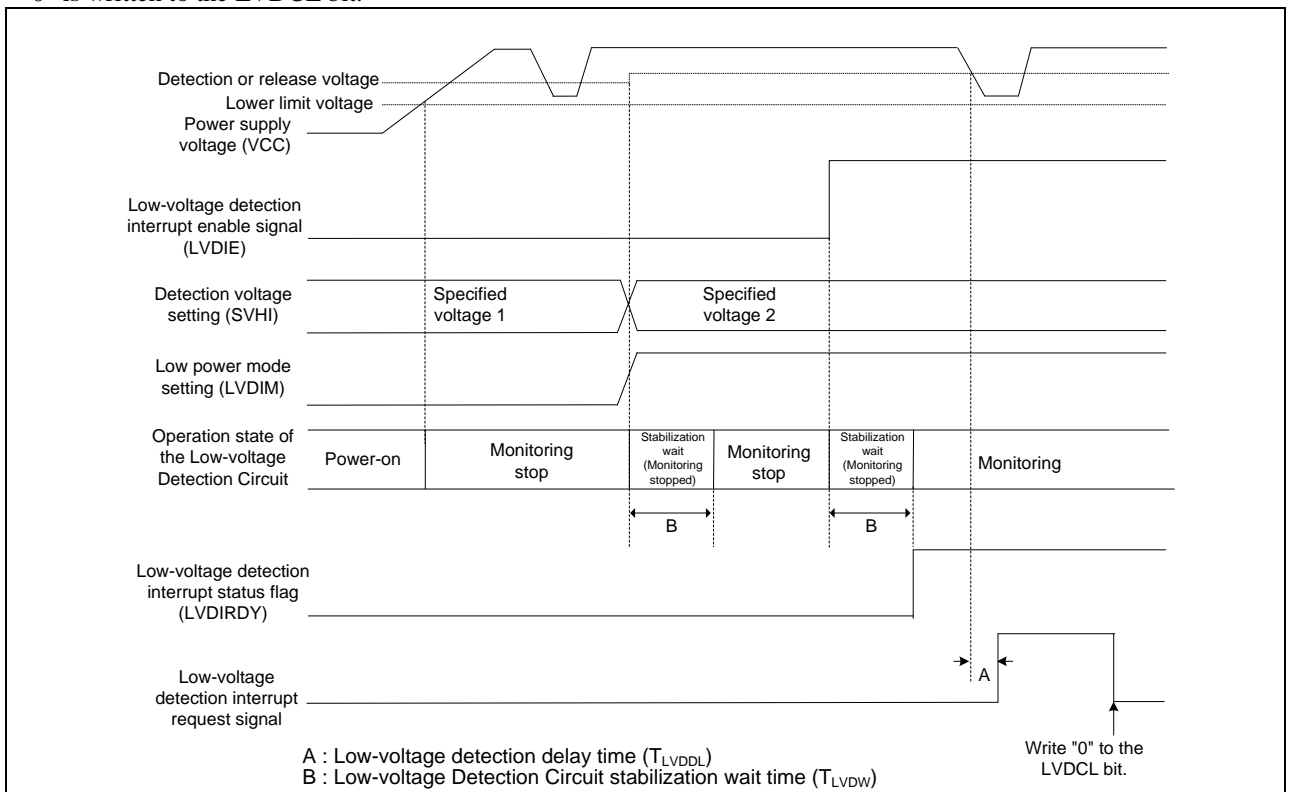 "0" is written to the LVDCL bit.
Detection or release voltage
Lower limit voltage
Power supply
voltage (VCC)
Low-voltage detection
interrupt enable signal
(LVDIE)
Detection voltage
setting (SVHI)
Specified
voltage 1
Specified
voltage 2
Low power mode
setting (LVDIM)
Operation state of
the Low-voltage
Detection Circuit
Power-on
Monitoring
stop
Stabilization
wait
(Monitoring
stopped)
Monitoring
stop
Stabilization
wait
(Monitoring
stopped)
Monitoring
B
B
Low-voltage detection
interrupt status flag
(LVDIRDY)
A
Low-voltage
detection interrupt
request signal
Write "0" to the
LVDCL bit.
A : Low-voltage detection delay time (TLVDDL)
B : Low-voltage Detection Circuit stabilization wait time (TLVDW)